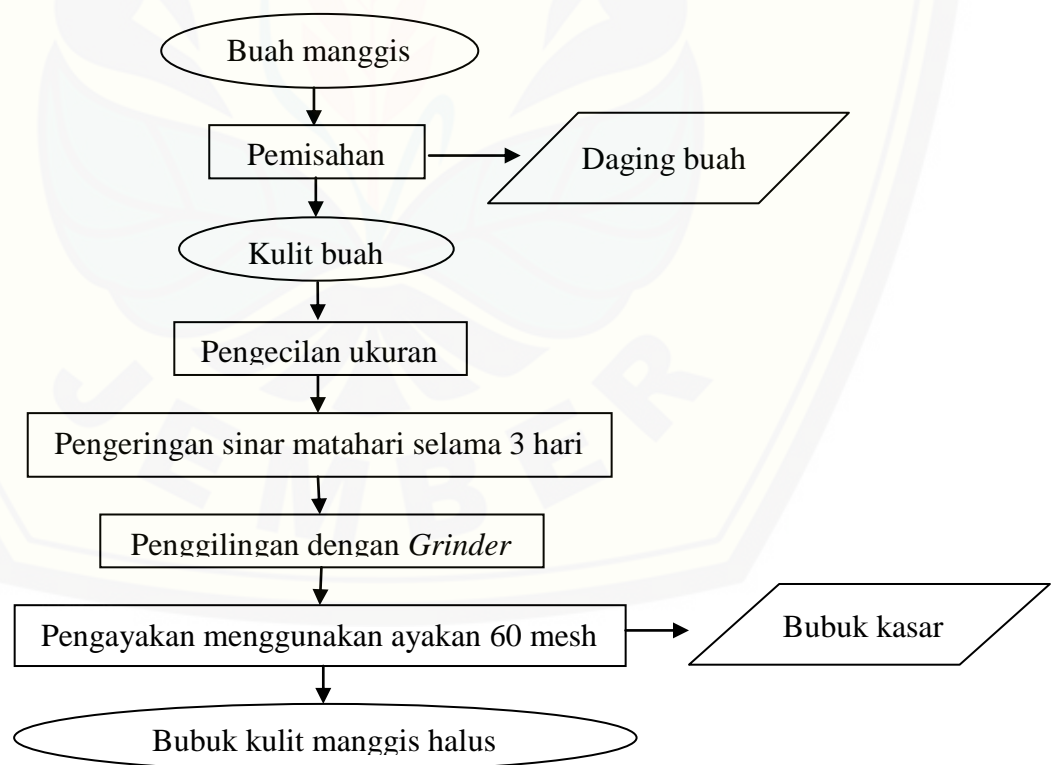 Buah manggis
Pemisahan
Daging buah
Kulit buah
Pengecilan ukuran
Pengeringan sinar matahari selama 3 hari
Penggilingan dengan Grinder
Pengayakan menggunakan ayakan 60 mesh
Bubuk kasar
Bubuk kulit manggis halus
JEMBER